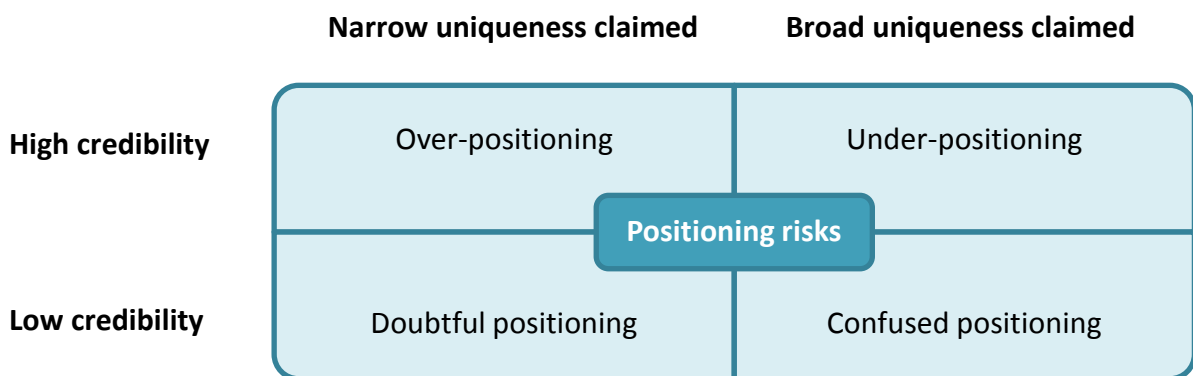 Narrow uniqueness claimed Broad uniqueness claimed
High credibility Over-positioning Under-positioning
Positioning risks
Low credibility Doubtful positioning Confused positioning